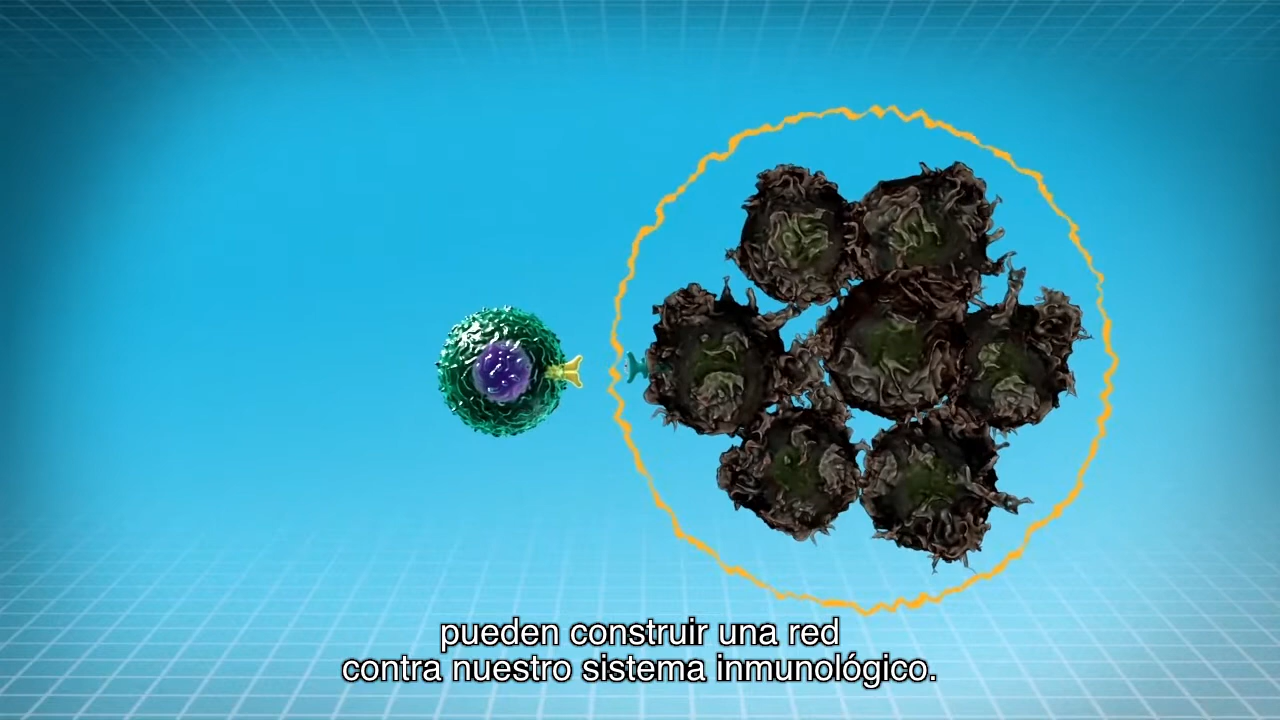 pueden construir una red
contra nuestro sistema inmunológico.